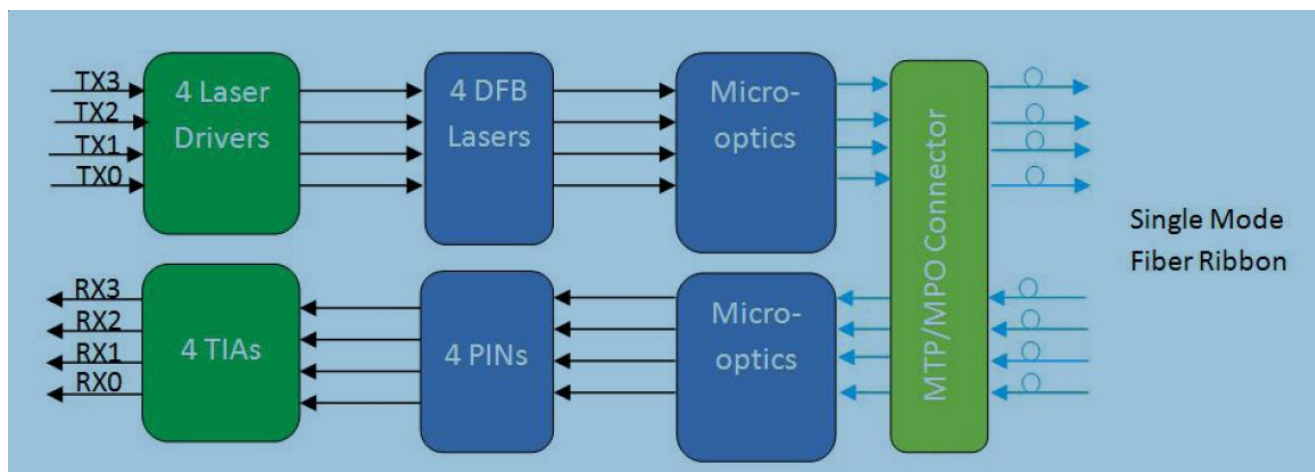 TX3
TX2
TX1
TX0
4 Laser
Drivers
4 DFB
Lasers
Micro-
optics
MTP/MPO Connector
Single Mode
Fiber Ribbon
RX3
RX2
RX1
RX0
4 TIAs
4 PINs
Micro-
optics